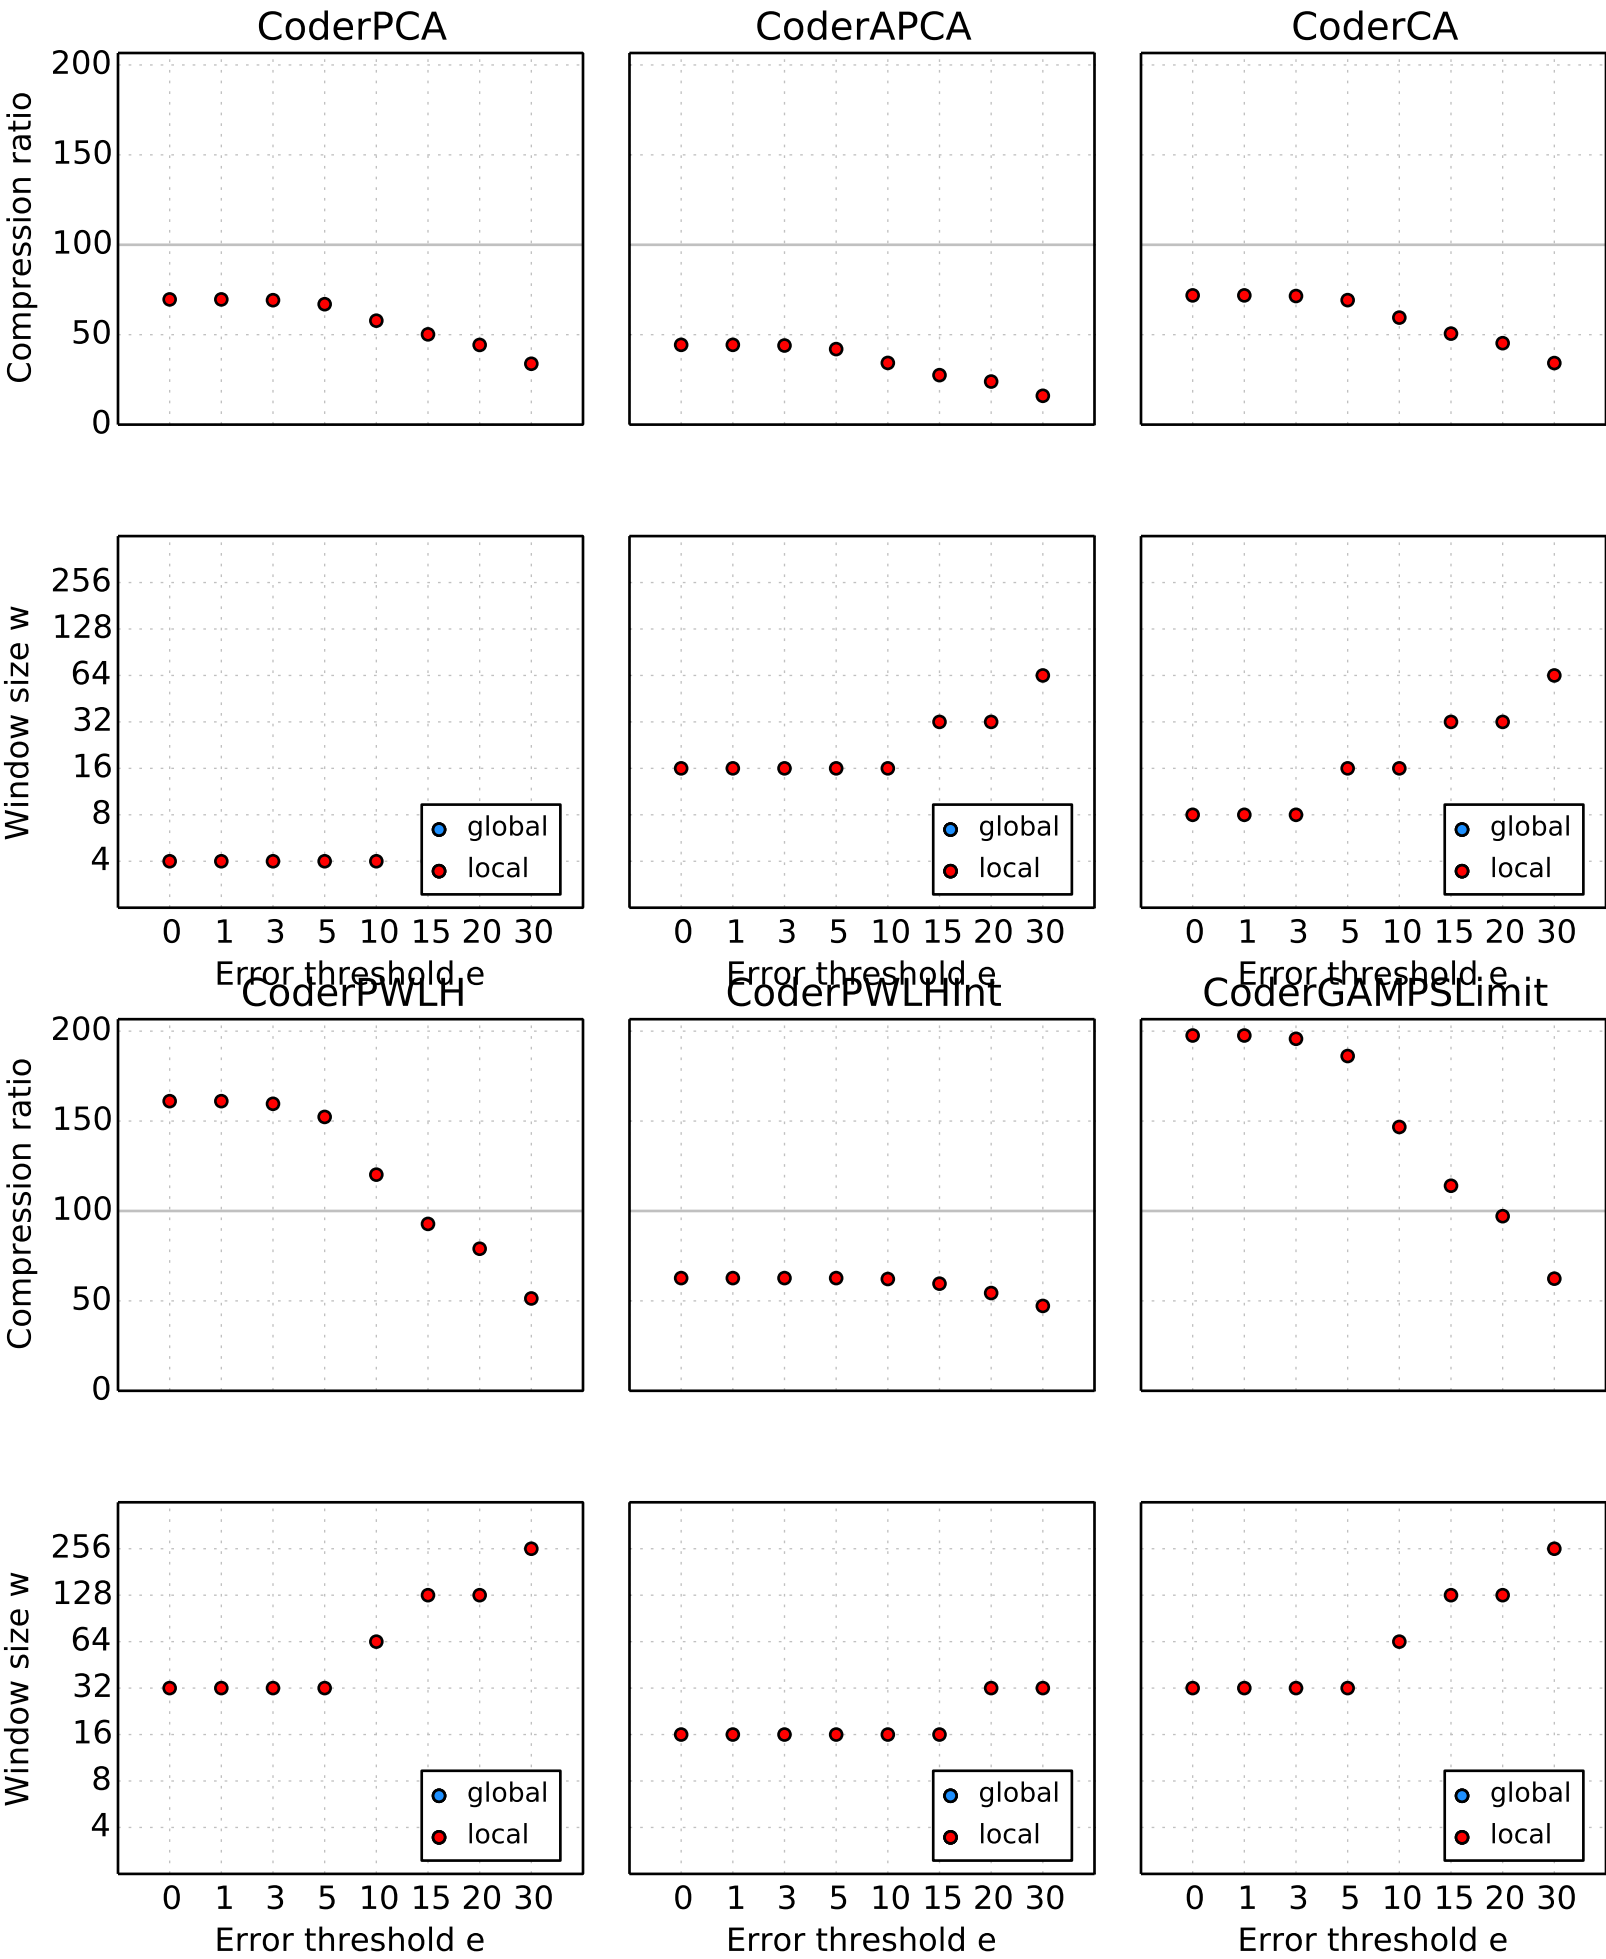 CoderPCA CoderAPCA CoderCA
Compression ratio
200
150
100
50
0
Window size w
256
128
64
32
16
8
4
global global global
local local local
0 1 3 5 10 15 20 30 0 1 3 5 10 15 20 30 0 1 3 5 10 15 20 30
Error threshold e Error threshold e Error threshold e
CoderPWLH CoderPWLHInt CoderGAMPSLimit
Compression ratio
200
150
100
50
0
Window size w
256
128
64
32
16
8
4
global global global
local local local
0 1 3 5 10 15 20 30 0 1 3 5 10 15 20 30 0 1 3 5 10 15 20 30
Error threshold e Error threshold e Error threshold e